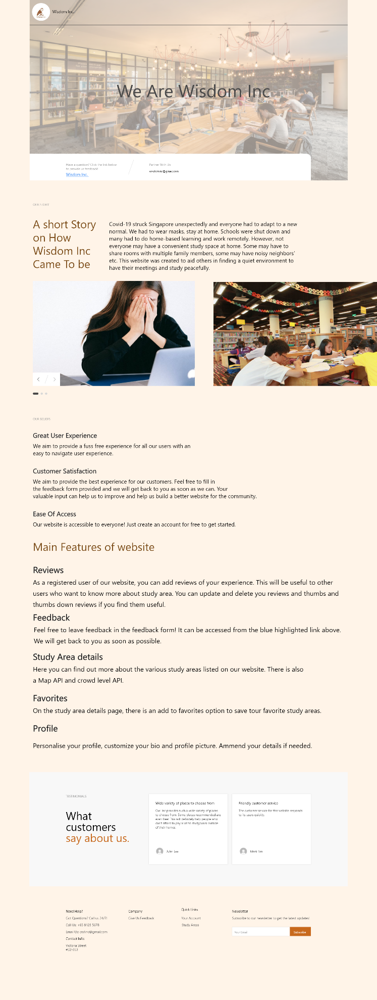 Wisdom Inc.
We Are Wisdom Inc
Have a question? Click the link below
to provide us feedback!
Wisdom Inc.
Partner With Us
wisdominc@gmail.com
OUR STORY
A short Story
on How
Wisdom Inc
Came To be
Covid-19 struck Singapore unexpectedly and everyone had to adapt to a new
normal. We had to wear masks, stay at home. Schools were shut down and
many had to do home-based learning and work remotely. However, not
everyone may have a convenient study space at home. Some may have to
share rooms with multiple family members, some may have noisy neighbors'
etc. This website was created to aid others in finding a quiet environment to
have their meetings and study peacefully.
OUR BELIEFS
Great User Experience
We aim to provide a fuss free experience for all our users with an
easy to navigate user experience.
Customer Satisfaction
We aim to provide the best experience for our customers. Feel free to fill in
the feedback form provided and we will get back to you as soon as we can. Your
valuable input can help us to improve and help us build a better website for the community.
Ease Of Access
Our website is accessible to everyone! Just create an account for free to get started.
Main Features of website
Reviews
As a registered user of our website, you can add reviews of your experience. This will be useful to other
users who want to know more about study area. You can update and delete you reviews and thumbs and
thumbs down reviews if you find them useful.
Feedback
Feel free to leave feedback in the feedback form! It can be accessed from the blue highlighted link above.
We will get back to you as soon as possible.
Study Area details
Here you can find out more about the various study areas listed on our website. There is also
a Map API and crowd level API.
Favorites
On the study area details page, there is an add to favorites option to save tour favorite study areas.
Profile
Personalise your profile, customize your bio and profile picture. Ammend your details if needed.
TESTIMONIALS
What
customers
say about us.
Wide variety of places to choose from
Owl Inc provides such a wide variety of places
to choose from. Some places recommended are
even free! This will definitely help people who
can't afford to pay a lot to study/work outside
of their homes.
John Lee
Friendly customer service
The customer service for this website responds
to its users quickly.
Mark Tan
Need Help?
Got Questions? Call us 24/7!
Call Us: +65 8123 5678
Email Us: owlinc@gmail.com
Contact Info:
Victoria Street
#22-333
Company
Give Us Feedback
Quick Links
Your Account
Study Areas
Newsletter
Subscribe to our newsletter to get the latest updates!
Your Email
Subscribe